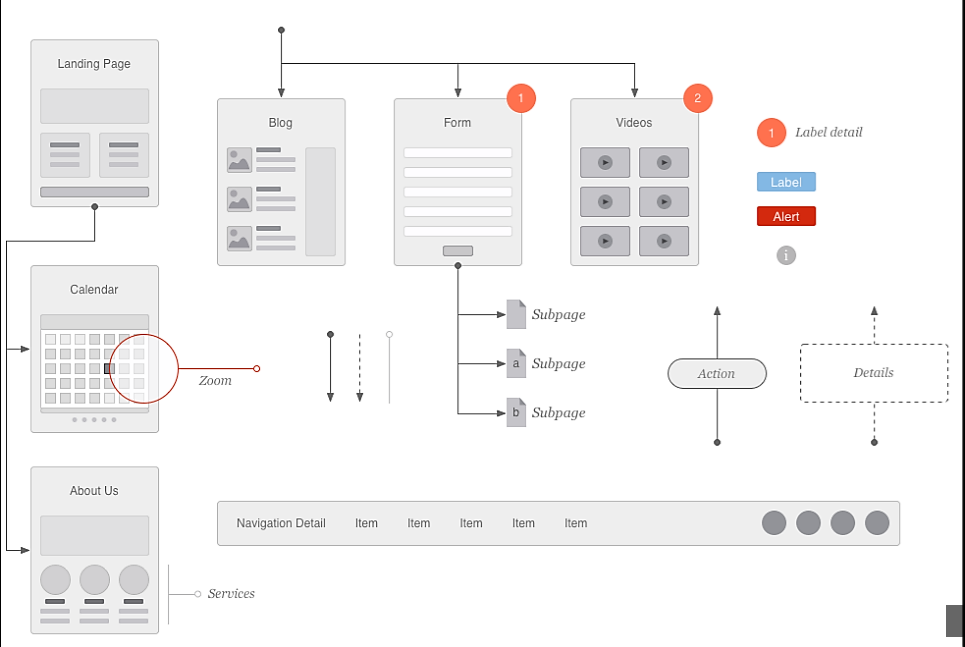 Landing Page
Blog
Form
1
Videos
2
1 Label detail
Label
Alert
i
Calendar
Zoom
Subpage
a Subpage
b Subpage
Action
Details
About Us
Services
Navigation Detail Item Item Item Item Item